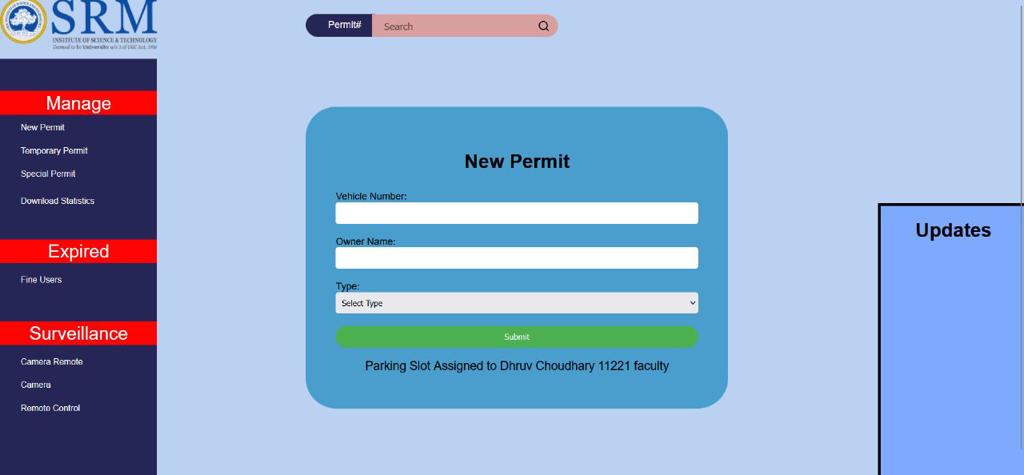 SRM
INSTITUTE OF SCIENCE & TECHNOLOGY
Deemed to be University u/s 3 of UGC Act, 1956
Permit#
Search
Manage
New Permit
Temporary Permit
Special Permit
Download Statistics
Expired
Fine Users
Surveillance
Camera Remote
Camera
Remote Control
New Permit
Vehicle Number:
Owner Name:
Type:
Select Type
Submit
Parking Slot Assigned to Dhruv Choudhary 11221 faculty
Updates